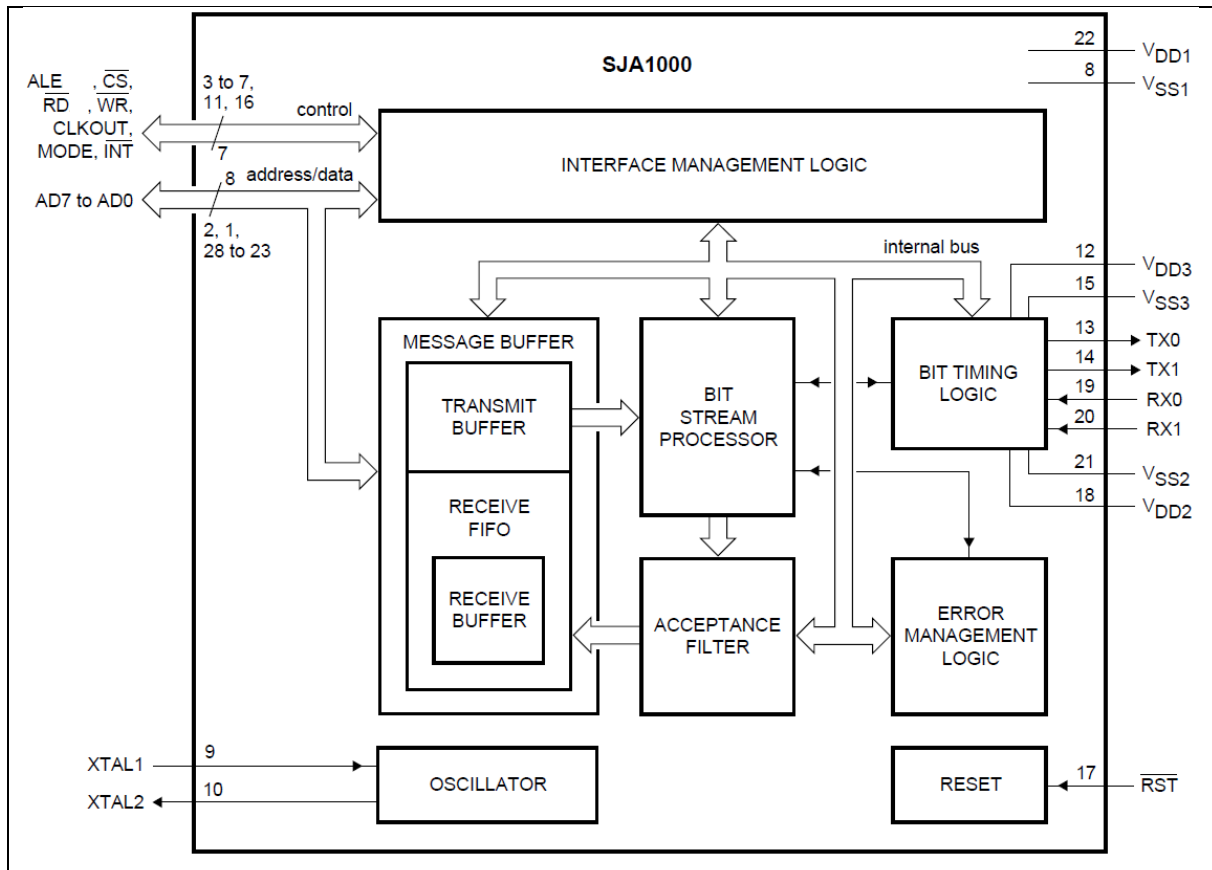 SJA1000
22
VDD1
8
VSS1
ALE , CS,
RD , WR,
CLKOUT,
MODE, INT
3 to 7,
11, 16
control
7
INTERFACE MANAGEMENT LOGIC
AD7 to AD0
8
address/data
2, 1,
28 to 23
internal bus
12
VDD3
15
VSS3
13
TX0
14
TX1
19
RX0
20
RX1
21
VSS2
18
VDD2
MESSAGE BUFFER
TRANSMIT
BUFFER
RECEIVE
FIFO
RECEIVE
BUFFER
BIT
STREAM
PROCESSOR
BIT TIMING
LOGIC
ACCEPTANCE
FILTER
ERROR
MANAGEMENT
LOGIC
XTAL1
9
XTAL2
10
OSCILLATOR
RESET
17
RST